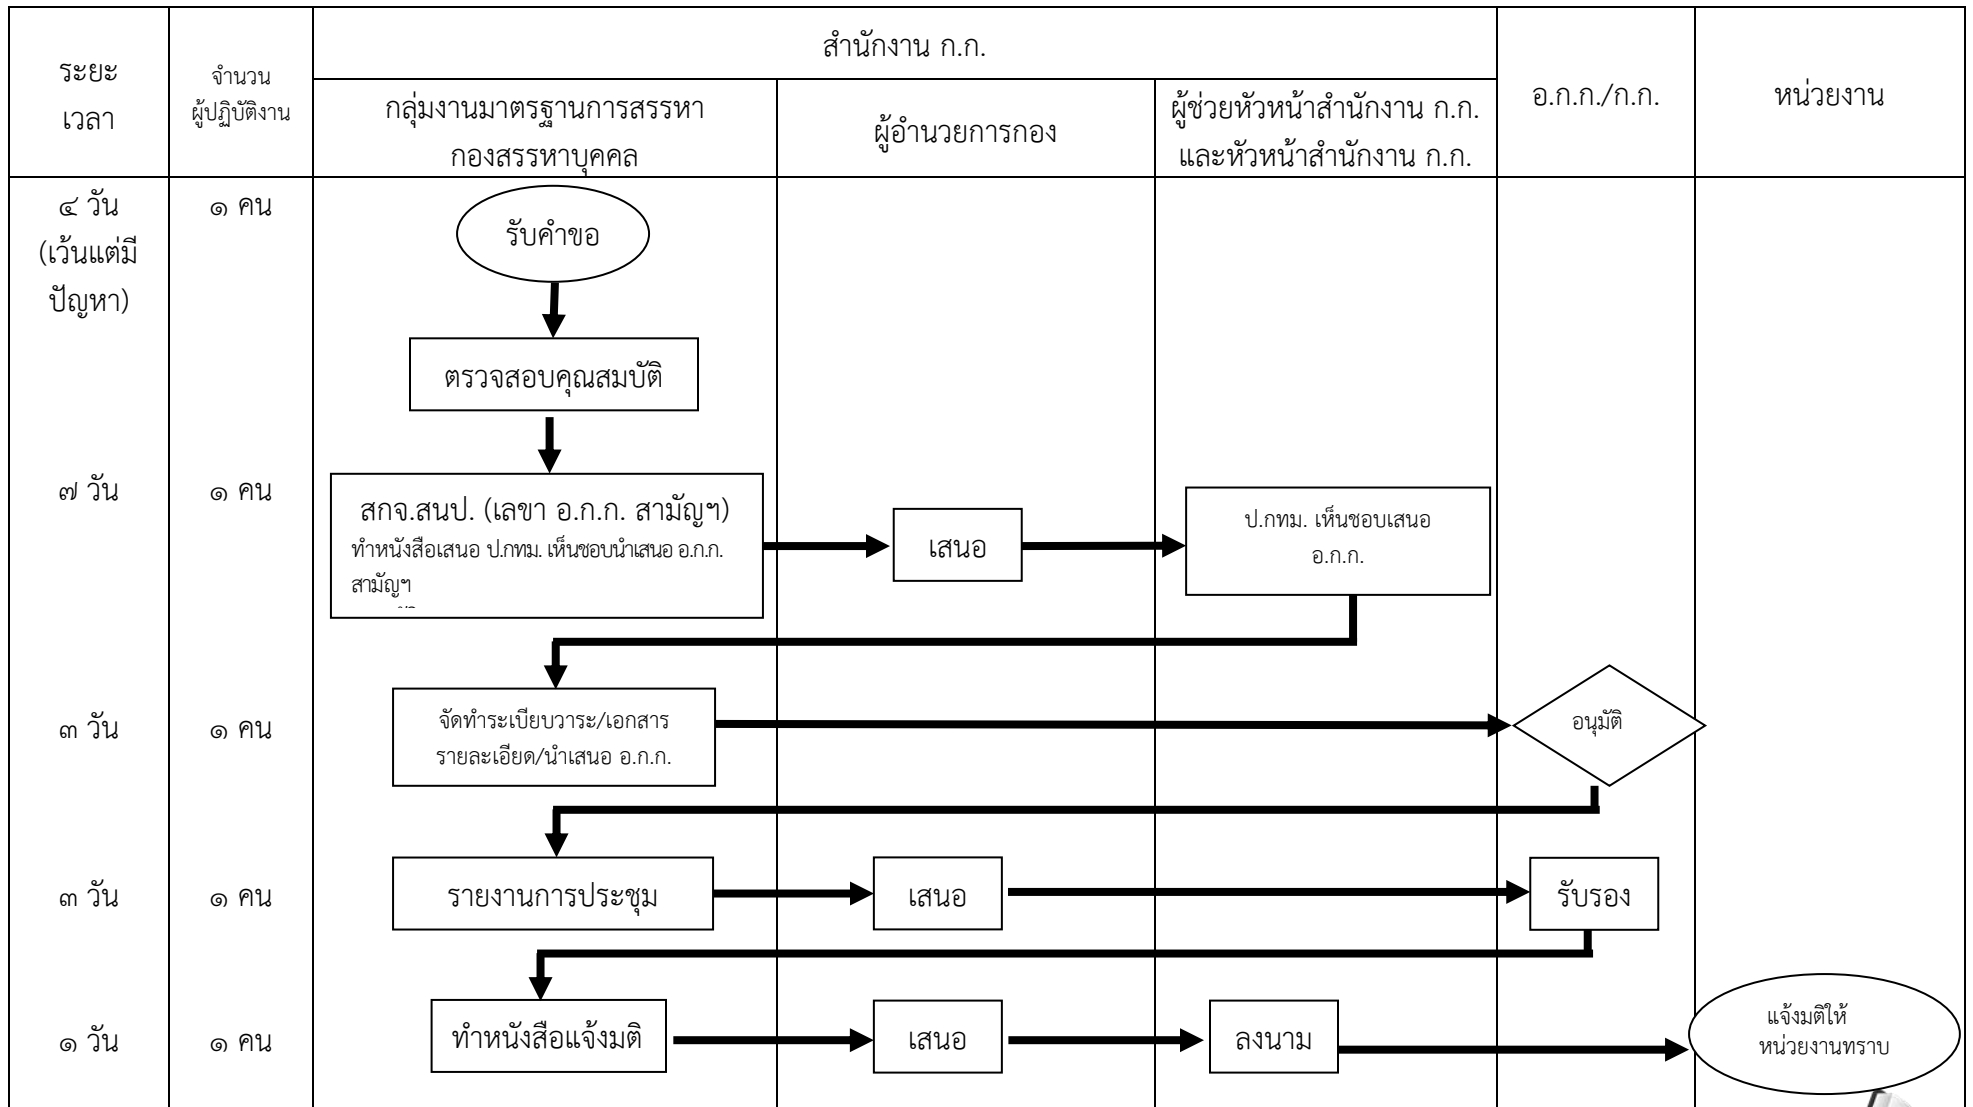 ระยะ
เวลา
จำนวน
ผู้ปฏิบัติงาน
สำนักงาน ก.ก.
กลุ่มงานมาตรฐานการสรรหา
กองสรรหาบุคคล
ผู้อำนวยการกอง
ผู้ช่วยหัวหน้าสำนักงาน ก.ก.
และหัวหน้าสำนักงาน ก.ก.
อ.ก.ก./ก.ก.
หน่วยงาน
๔ วัน
(เว้นแต่มี
ปัญหา)
๑ คน
รับคำขอ
ตรวจสอบคุณสมบัติ
๗ วัน
๑ คน
สกจ.สนป. (เลขา อ.ก.ก. สามัญฯ)
ทำหนังสือเสนอ ป.กทม. เห็นชอบนำเสนอ อ.ก.ก.
สามัญฯ
เสนอ
ป.กทม. เห็นชอบเสนอ
อ.ก.ก.
๓ วัน
๑ คน
จัดทำระเบียบวาระ/เอกสาร
รายละเอียด/นำเสนอ อ.ก.ก.
อนุมัติ
๓ วัน
๑ คน
รายงานการประชุม
เสนอ
รับรอง
๑ วัน
๑ คน
ทำหนังสือแจ้งมติ
เสนอ
ลงนาม
แจ้งมติให้
หน่วยงานทราบ